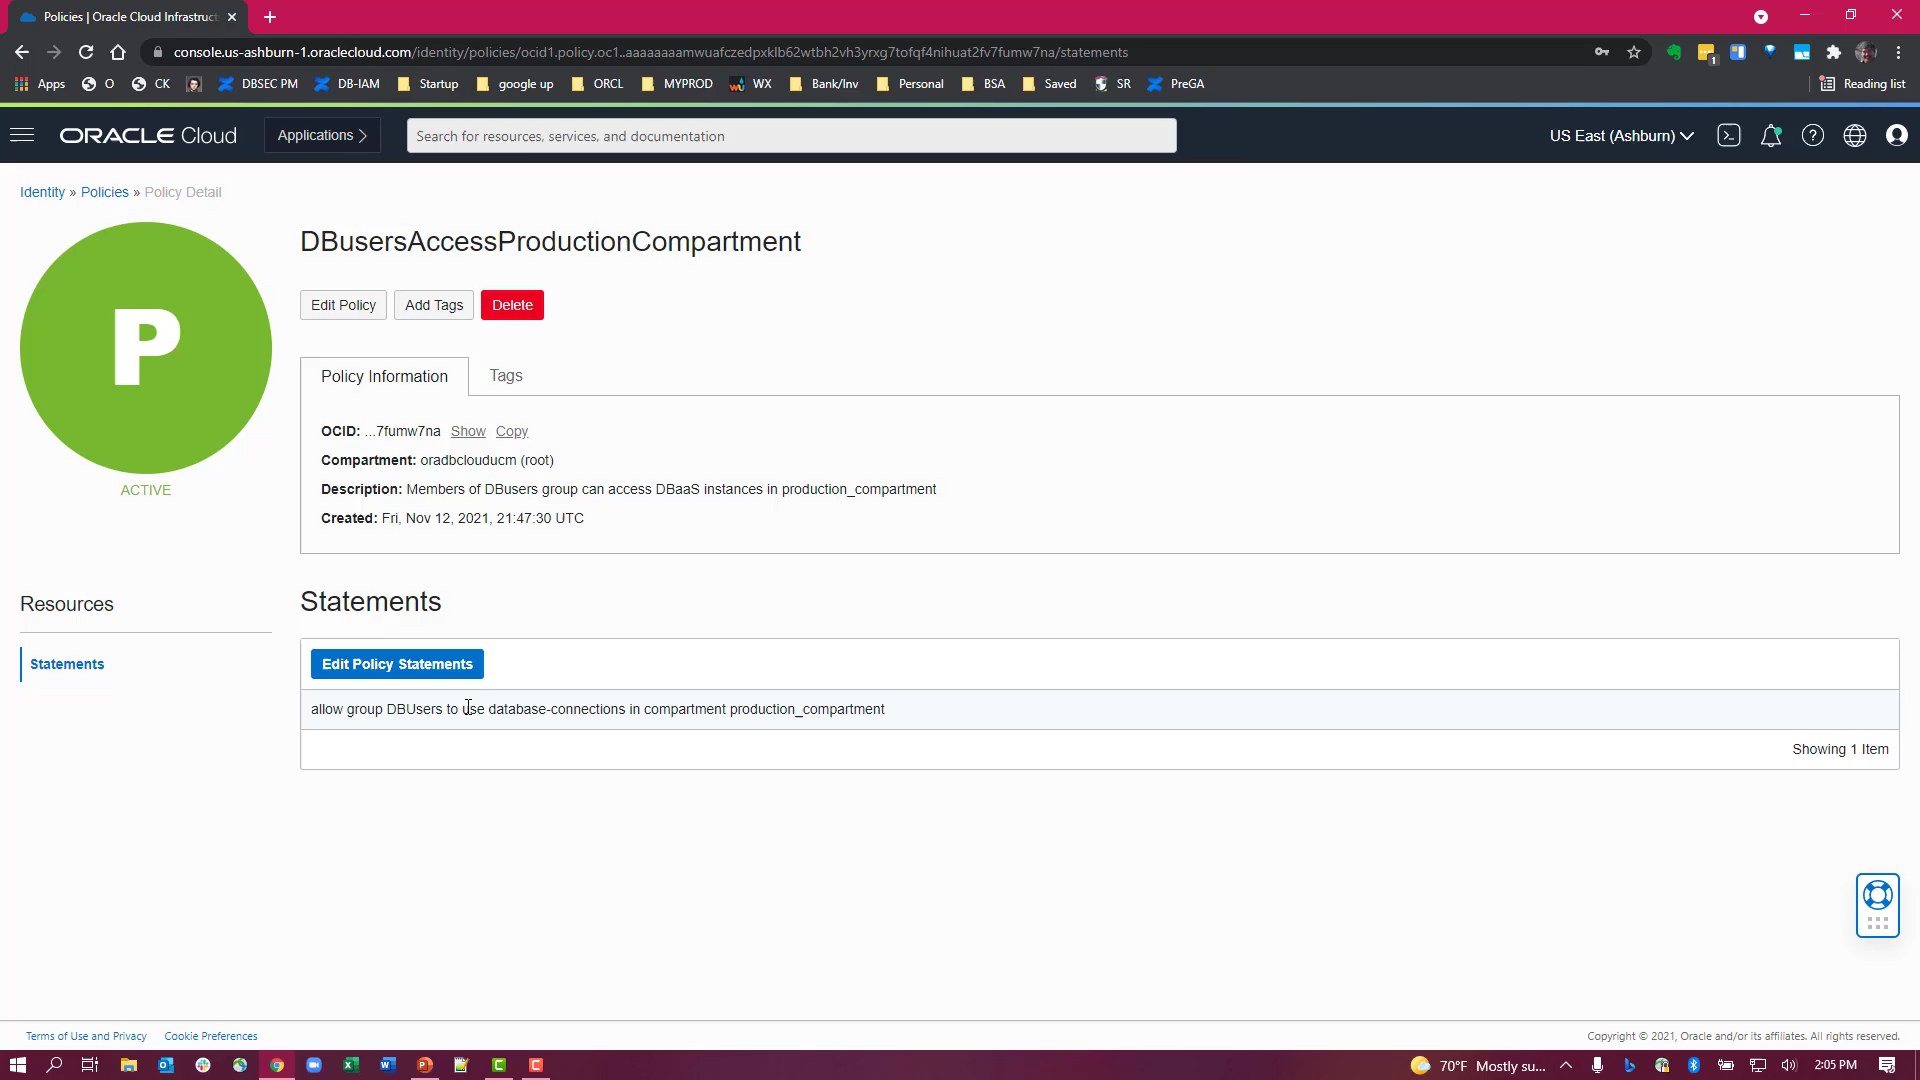 Policies | Oracle Cloud Infrastruct
console.us-ashburn-1.oraclecloud.com/identity/policies/ocid1.policy.oc1..aaaaaaaamwuafczedpxklb62wtbh2vh3yrxg7tofqf4nihuat2fv7fumw7na/statements
Apps O CK DBSEC PM DB-IAM Startup google up ORCL MYPROD WX Bank/Inv Personal BSA Saved SR PreGA Reading list
ORACLE Cloud Applications Search for resources, services, and documentation US East (Ashburn)
Identity » Policies » Policy Detail
P
ACTIVE
DBusersAccessProductionCompartment
Edit Policy Add Tags Delete
Policy Information Tags
OCID: ...7fumw7na Show Copy
Compartment: oradbclouducm (root)
Description: Members of DBusers group can access DBaaS instances in production_compartment
Created: Fri, Nov 12, 2021, 21:47:30 UTC
Resources
Statements
Statements
Edit Policy Statements
allow group DBUsers to use database-connections in compartment production_compartment
Showing 1 Item
Terms of Use and Privacy Cookie Preferences Copyright © 2021, Oracle and/or its affiliates. All rights reserved.
70°F Mostly su... 2:05 PM